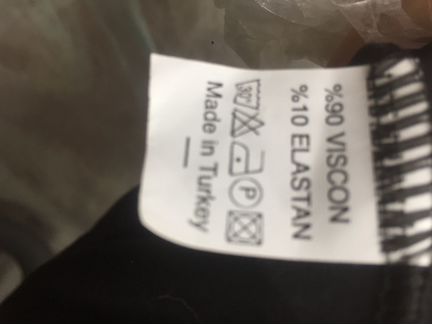 %90 VISCON
%10 ELASTAN
30° P
Made in Turkey